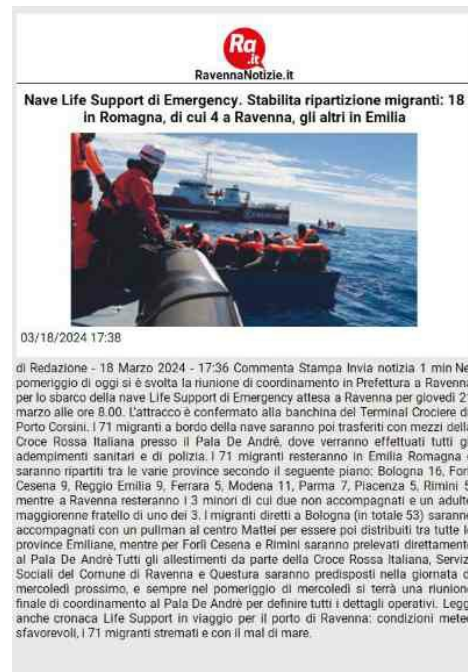 Ra
.it
RavennaNotizie.it
Nave Life Support di Emergency. Stabilita ripartizione migranti: 18
in Romagna, di cui 4 a Ravenna, gli altri in Emilia
03/18/2024 17:38
di Redazione - 18 Marzo 2024 - 17:36 Commenta Stampa Invia notizia 1 min Ne
pomeriggio di oggi si è svolta la riunione di coordinamento in Prefettura a Ravenna
per lo sbarco della nave Life Support di Emergency attesa a Ravenna per giovedì 21
marzo alle ore 8.00. L'attracco è confermato alla banchina del Terminal Crociere d
Porto Corsini. I 71 migranti a bordo della nave saranno poi trasferiti con mezzi della
Croce Rossa Italiana presso il Pala De Andrè, dove verranno effettuati tutti g
adempimenti sanitari e di polizia. I 71 migranti resteranno in Emilia Romagna
saranno ripartiti tra le varie province secondo il seguente piano: Bologna 16, For
Cesena 9, Reggio Emilia 9, Ferrara 5, Modena 11, Parma 7, Piacenza 5, Rimini 5
mentre a Ravenna resteranno i 3 minori di cui due non accompagnati e un adulto
maggiorenne fratello di uno dei 3. I migranti diretti a Bologna (in totale 53) saranno
accompagnati con un pullman al centro Mattei per essere poi distribuiti tra tutte le
province Emiliane, mentre per Forlì Cesena e Rimini saranno prelevati direttamente
al Pala De Andrè Tutti gli allestimenti da parte della Croce Rossa Italiana, Serviz
Sociali del Comune di Ravenna e Questura saranno predisposti nella giornata d
mercoledì prossimo, e sempre nel pomeriggio di mercoledì si terrà una riunione
finale di coordinamento al Pala De Andrè per definire tutti i dettagli operativi. Legg
anche cronaca Life Support in viaggio per il porto di Ravenna: condizioni meteo
sfavorevoli, i 71 migranti stremati e con il mal di mare.